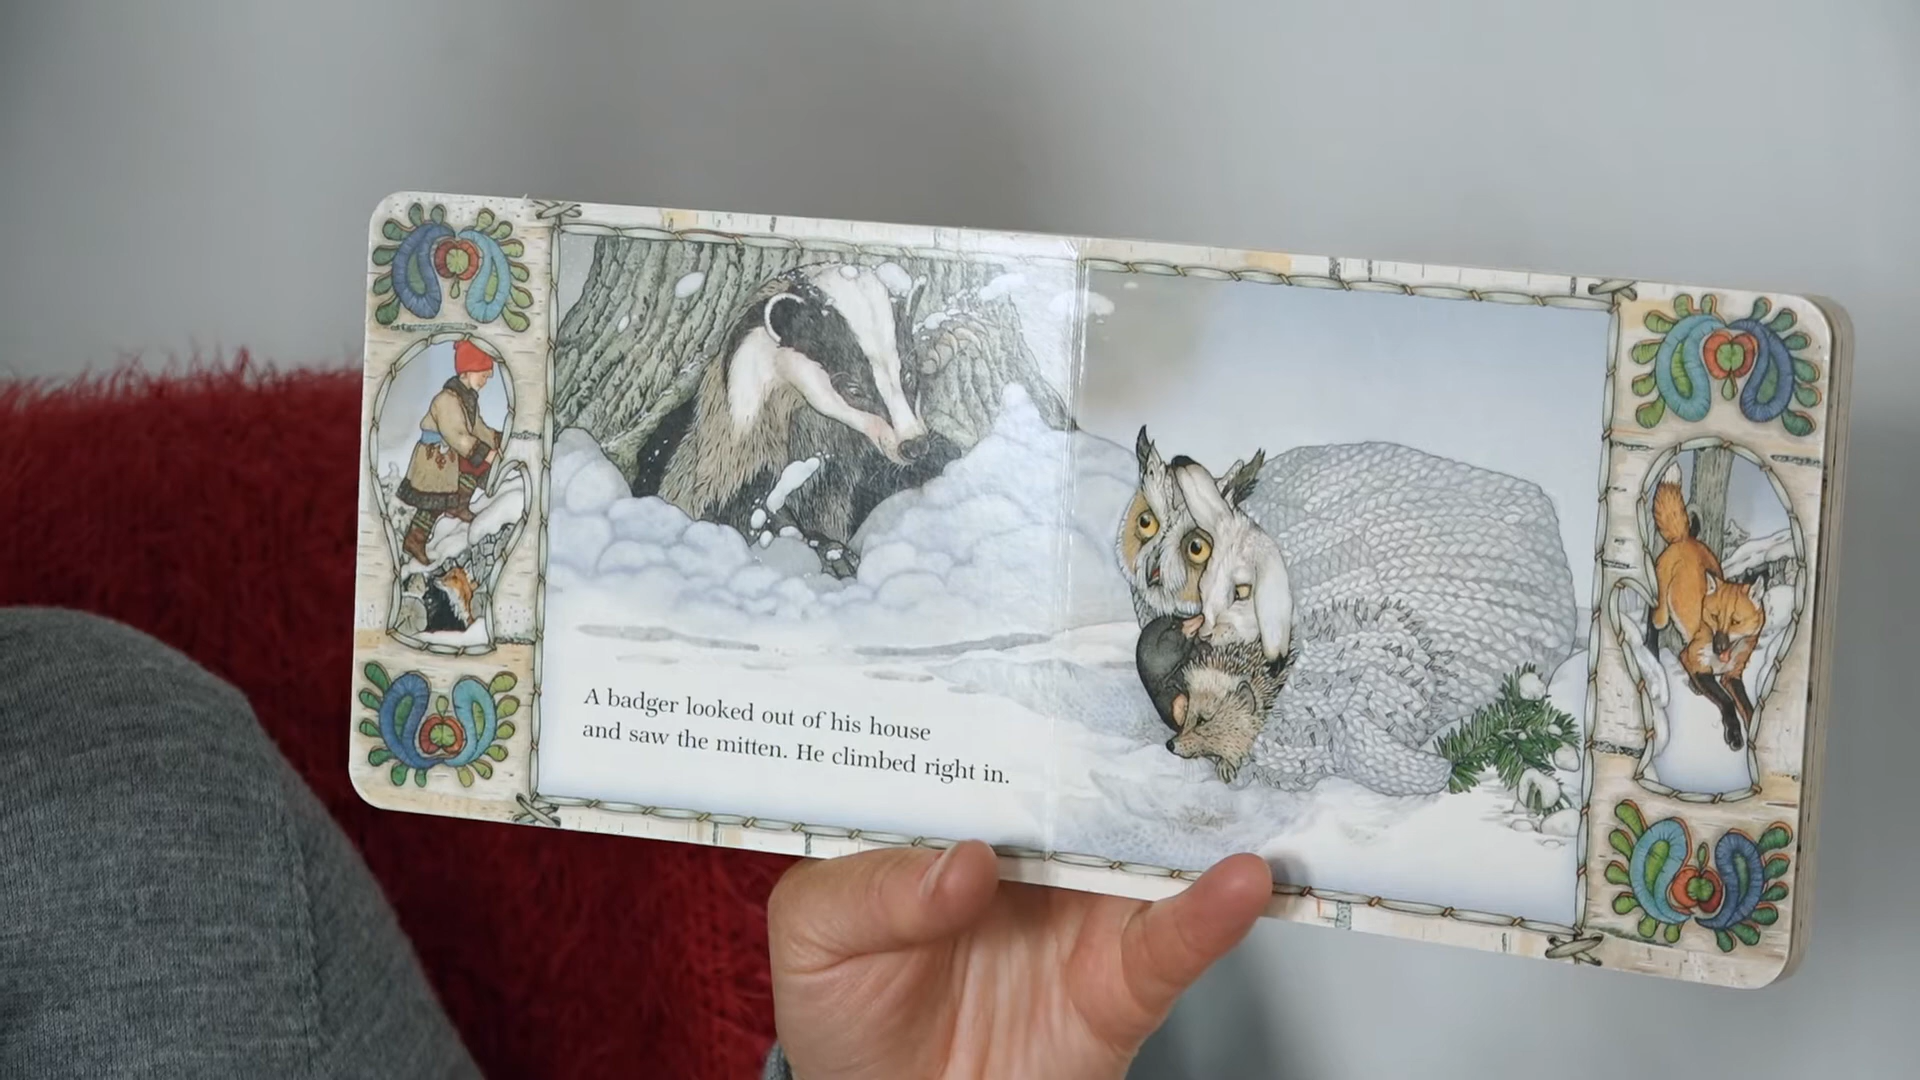 A badger looked out of his house
and saw the mitten. He climbed right in.